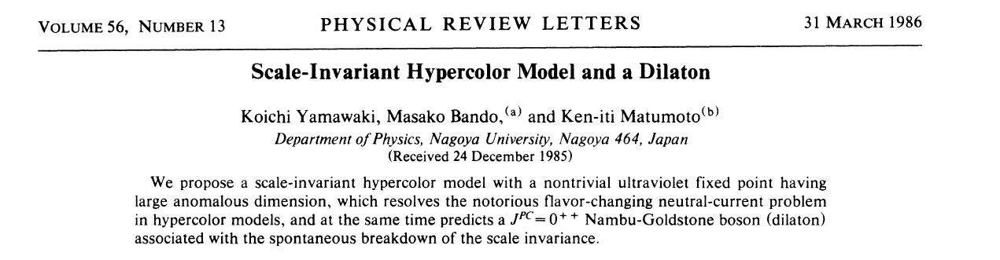 VOLUME 56, NUMBER 13 PHYSICAL REVIEW LETTERS 31 MARCH 1986
Scale-Invariant Hypercolor Model and a Dilaton
Koichi Yamawaki, Masako Bando,(a) and Ken-iti Matumoto(b)
Department of Physics, Nagoya University, Nagoya 464, Japan
(Received 24 December 1985)
We propose a scale-invariant hypercolor model with a nontrivial ultraviolet fixed point having
large anomalous dimension, which resolves the notorious flavor-changing neutral-current problem
in hypercolor models, and at the same time predicts a J^PC = 0^++ Nambu-Goldstone boson (dilaton)
associated with the spontaneous breakdown of the scale invariance.